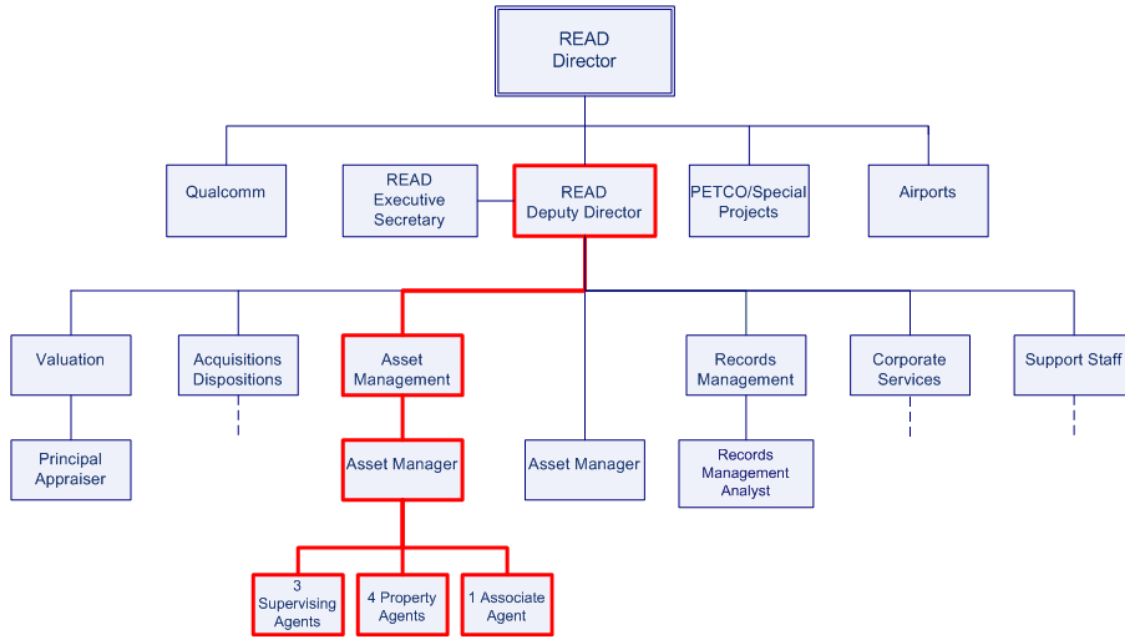 READ
Director
Qualcomm
READ
Executive
Secretary
READ
Deputy Director
PETCO/Special
Projects
Airports
Valuation
Acquisitions
Dispositions
Asset
Management
Records
Management
Corporate
Services
Support Staff
Principal
Appraiser
Asset Manager
Asset Manager
Records
Management
Analyst
3
Supervising
Agents
4 Property
Agents
1 Associate
Agent